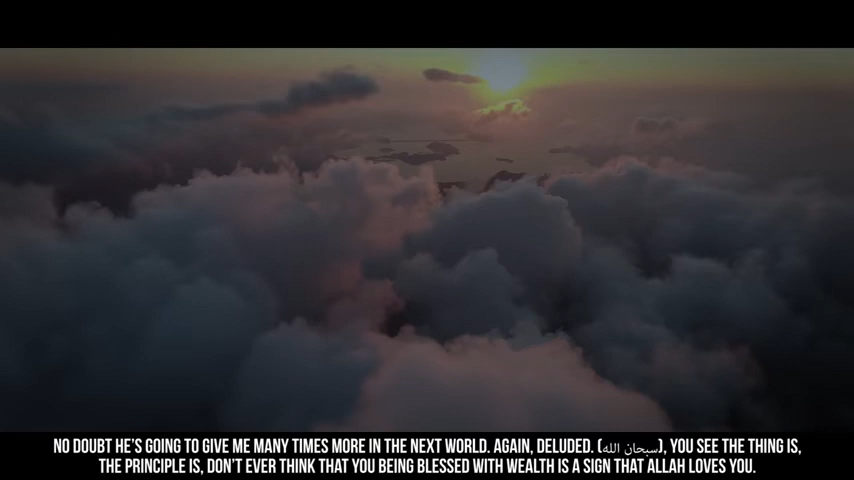 NO DOUBT HE'S GOING TO GIVE ME MANY TIMES MORE IN THE NEXT WORLD. AGAIN, DELUDED. (سبحان الله), YOU SEE THE THING IS,
THE PRINCIPLE IS, DON'T EVER THINK THAT YOU BEING BLESSED WITH WEALTH IS A SIGN THAT ALLAH LOVES YOU.